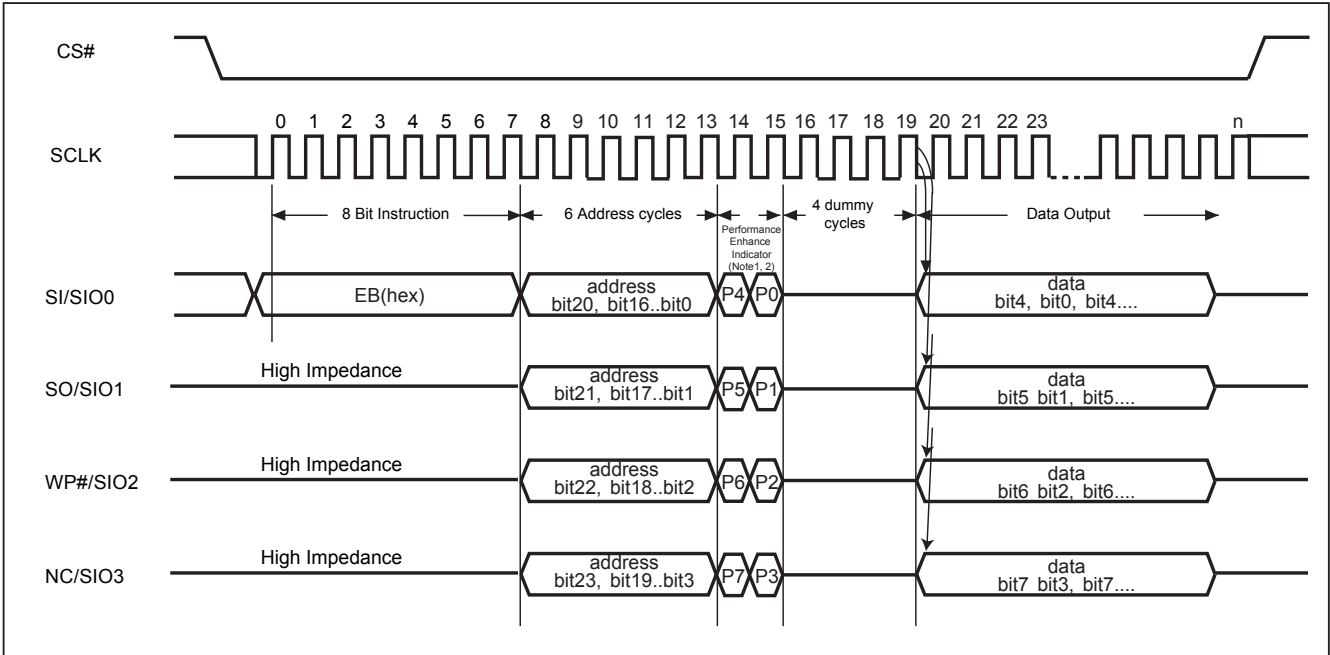 CS#
0 1 2 3 4 5 6 7 8 9 10 11 12 13 14 15 16 17 18 19 20 21 22 23 n
SCLK
8 Bit Instruction 6 Address cycles 4 dummy Data Output
cycles
Performance
Enhance
Indicator
(Note1, 2)
SI/SIO0 EB(hex) address P4 P0 data
bit20, bit16..bit0 bit4, bit0, bit4....
High Impedance
SO/SIO1 address P5 P1 data
bit21, bit17..bit1 bit5 bit1, bit5....
High Impedance
WP#/SIO2 address P6 P2 data
bit22, bit18..bit2 bit6 bit2, bit6....
High Impedance
NC/SIO3 address P7 P3 data
bit23, bit19..bit3 bit7 bit3, bit7....